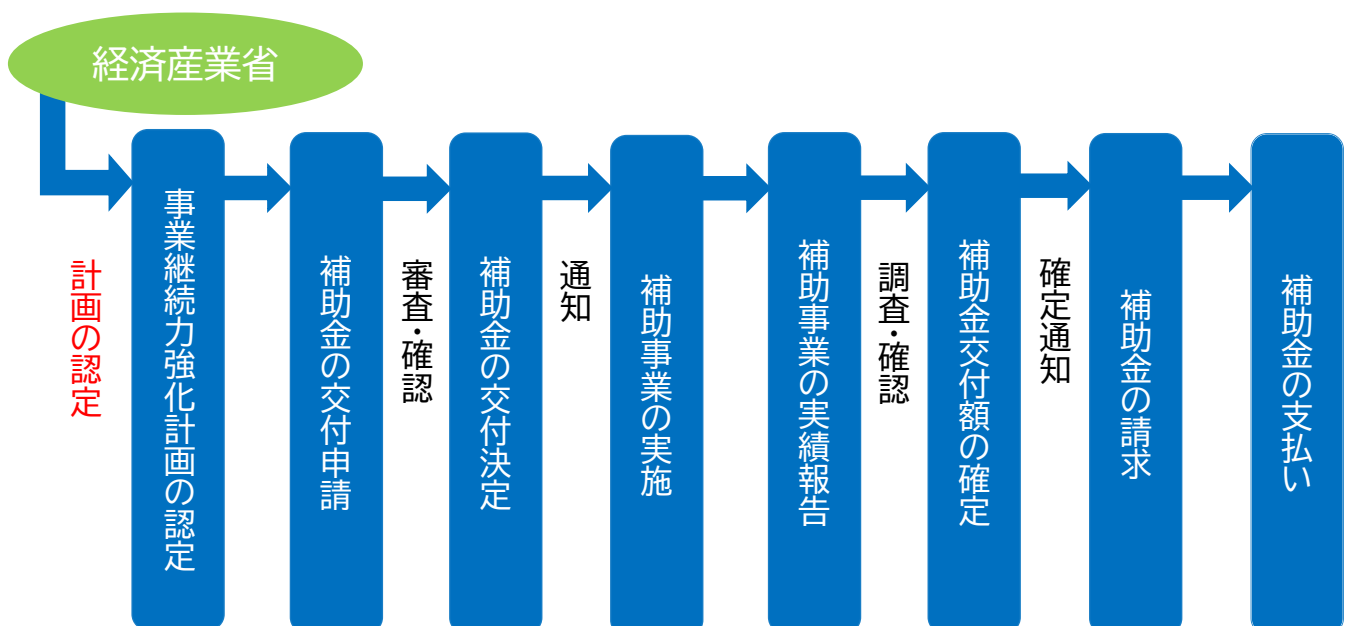 経済産業省
計画の認定
事業継続力強化計画の認定
補助金の交付申請
審査・確認
補助金の交付決定
通知
補助事業の実施
補助事業の実績報告
調査・確認
補助金交付額の確定
確定通知
補助金の請求
補助金の支払い